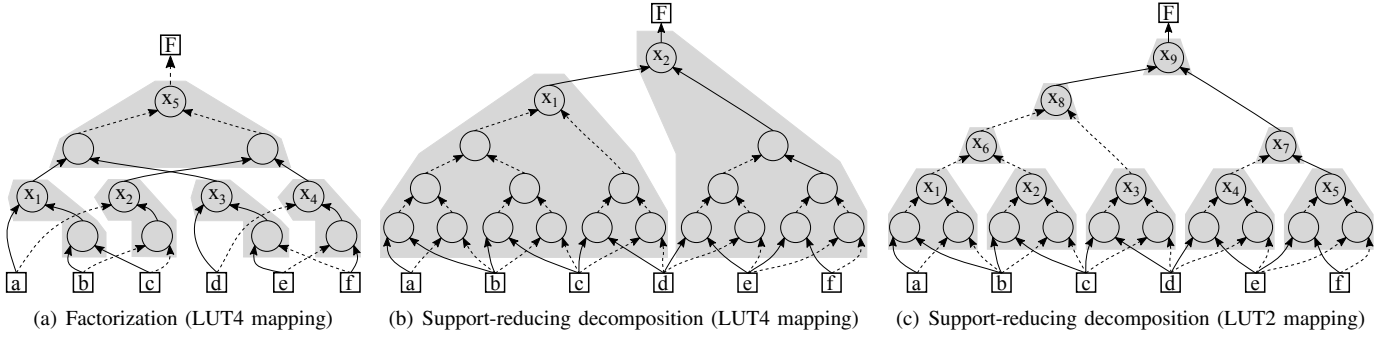 F
x5
x1 x2 x3 x4
a b c d e f
(a) Factorization (LUT4 mapping)
F
x2
x1
a b c d e f
(b) Support-reducing decomposition (LUT4 mapping)
F
x9
x8
x6 x7
x1 x2 x3 x4 x5
a b c d e f
(c) Support-reducing decomposition (LUT2 mapping)